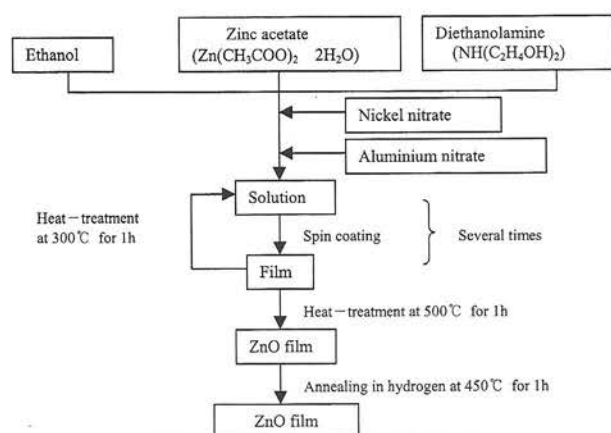 Ethanol
Zinc acetate
(Zn(CH₃COO)₂ 2H₂O)
Diethanolamine
(NH(C₂H₄OH)₂)
Nickel nitrate
Aluminium nitrate
Solution
Heat－treatment
at 300℃ for 1h
Spin coating
Several times
Film
Heat－treatment at 500℃ for 1h
ZnO film
Annealing in hydrogen at 450℃ for 1h
ZnO film